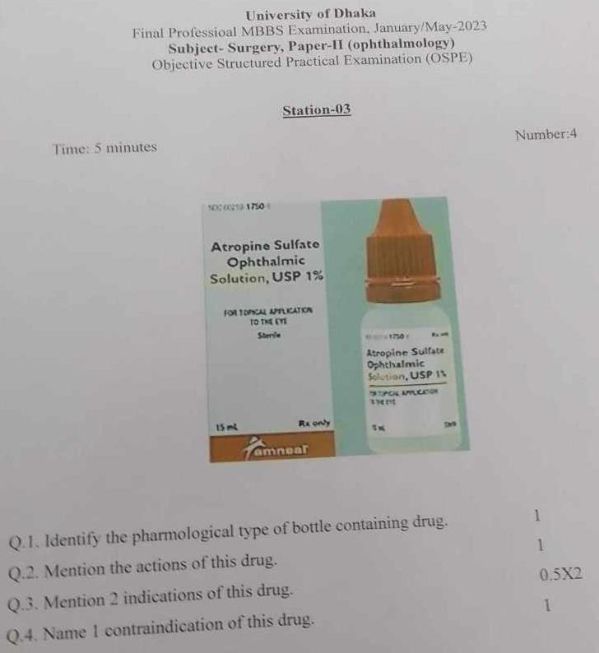 University of Dhaka
Final Professioal MBBS Examination, January/May-2023
Subject- Surgery, Paper-II (ophthalmology)
Objective Structured Practical Examination (OSPE)
Station-03
Time: 5 minutes
Number:4
1750
Atropine Sulfate
Ophthalmic
Solution, USP 1%
FOR TOPICAL APPLICATION
TO THE EYE
Sterile
15 mL
Rx only
amneal
1750
Atropine Sulfate
Ophthalmic
Solution, USP 1%
Q.1. Identify the pharmological type of bottle containing drug. 1
Q.2. Mention the actions of this drug. 1
Q.3. Mention 2 indications of this drug. 0.5X2
Q.4. Name 1 contraindication of this drug. 1